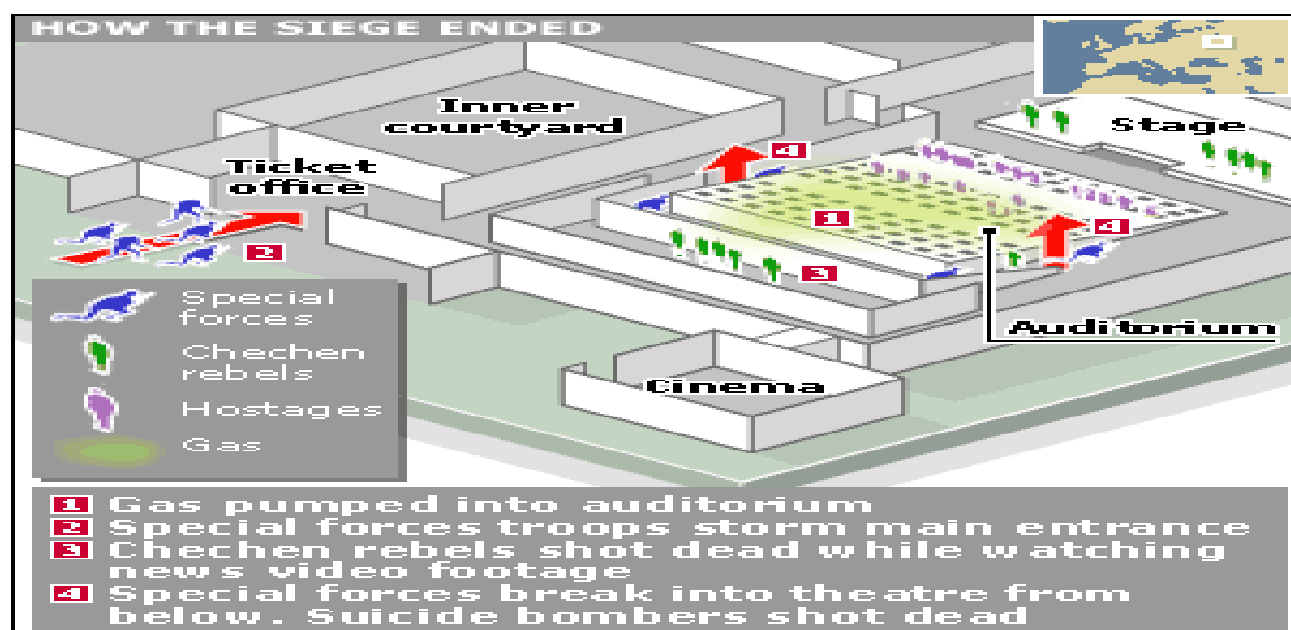 HOW THE SIEGE ENDED
Inner
courtyard
Stage
4
Ticket
office
1
4
2
3
Special
forces
Auditorium
Chechen
rebels
Cinema
Hostages
Gas
1 Gas pumped into auditorium
2 Special forces troops storm main entrance
3 Chechen rebels shot dead while watching
news video footage
4 Special forces break into theatre from
below. Suicide bombers shot dead